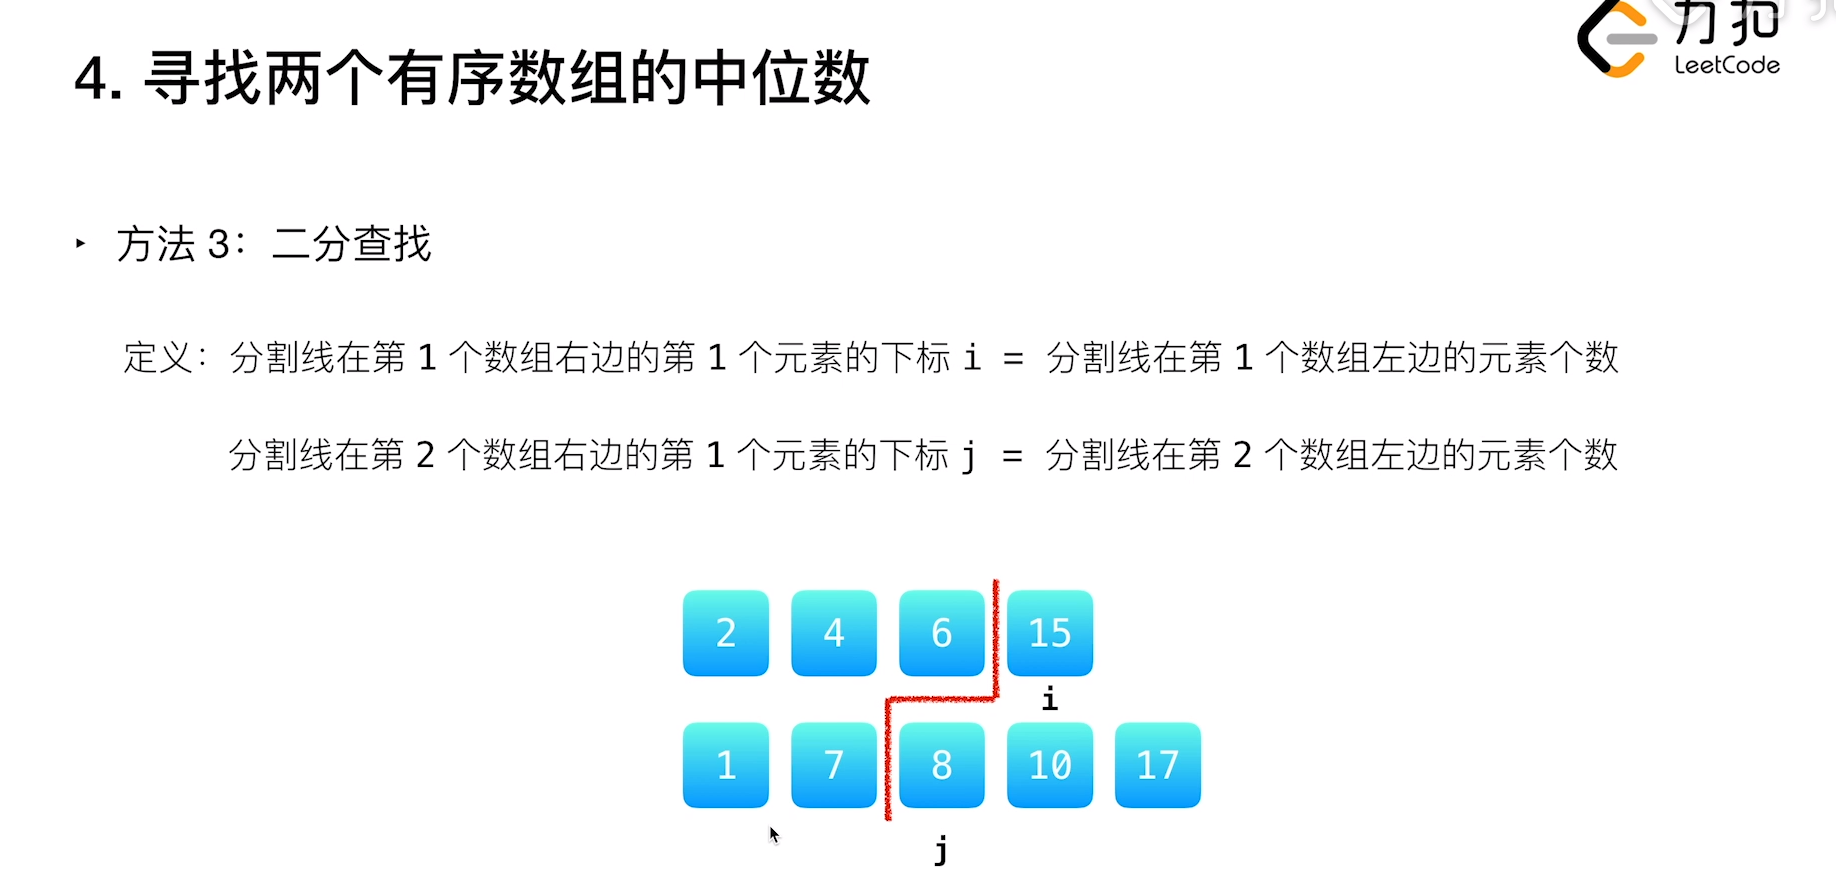 力扣
LeetCode
4. 寻找两个有序数组的中位数
‣ 方法 3：二分查找
定义：分割线在第 1 个数组右边的第 1 个元素的下标 i = 分割线在第 1 个数组左边的元素个数
分割线在第 2 个数组右边的第 1 个元素的下标 j = 分割线在第 2 个数组左边的元素个数
2 4 6 15
i
1 7 8 10 17
j